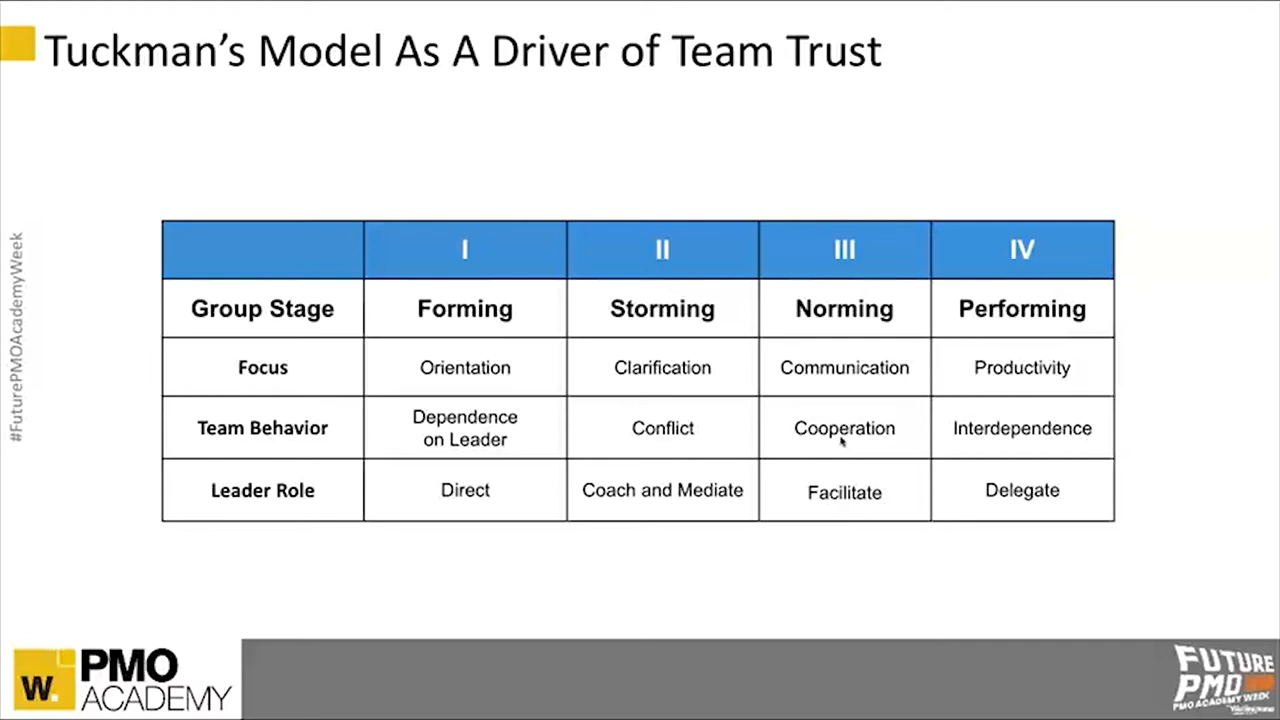 Tuckman's Model As A Driver of Team Trust
#FuturePMOAcademyWeek
I II III IV
Group Stage Forming Storming Norming Performing
Focus Orientation Clarification Communication Productivity
Team Behavior Dependence on Leader Conflict Cooperation Interdependence
Leader Role Direct Coach and Mediate Facilitate Delegate
w. PMO
ACADEMY
FUTURE
PMO
PMO ACADEMY WEEK